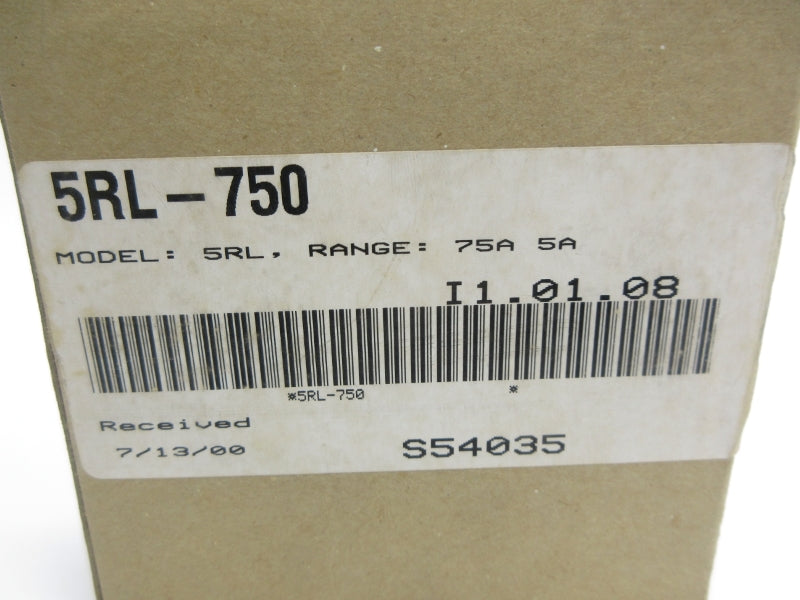 5RL-750
MODEL: 5RL, RANGE: 75A 5A
I1.01.08
*5RL-750 *
Received
7/13/00 S54035